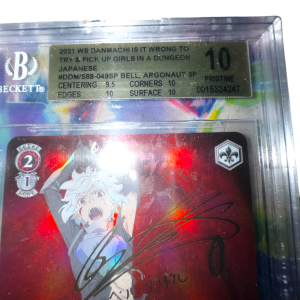 2021 WS DANMACHI IS IT WRONG TO
TRY & PICK UP GIRLS IN A DUNGEON
JAPANESE
#DDM/S88-049SP BELL, ARGONAUT SP
CENTERING 9.5 CORNERS 10
EDGES 10 SURFACE 10
10
PRISTINE
0015324247
B
BECKETT
2
1